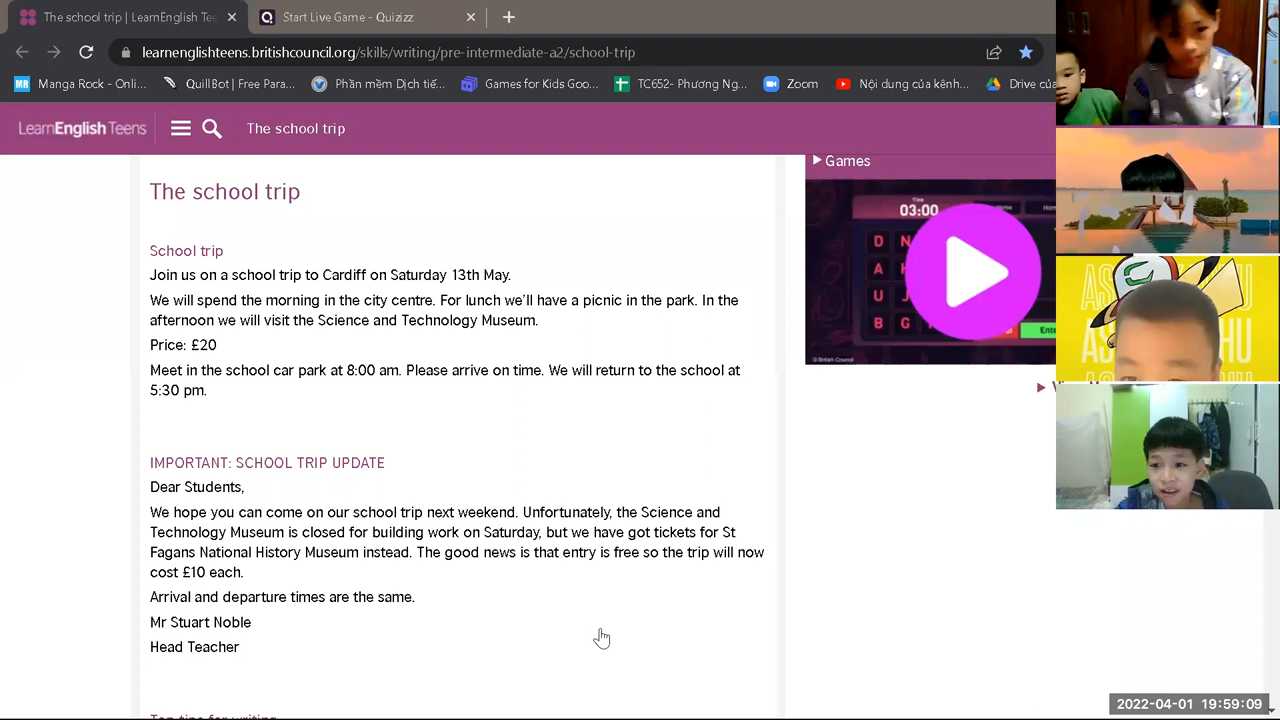 The school trip | LearnEnglish Tee
Start Live Game - Quizizz
learnenglishteens.britishcouncil.org/skills/writing/pre-intermediate-a2/school-trip
MR Manga Rock - Onli...
QuillBot | Free Para...
Dịch tiế...
Games for Kids Goo...
TC652- Phương Ng...
Zoom
Nội dung của kênh...
Drive củ
LearnEnglish Teens
The school trip
Games
03:00
© British Council
The school trip
School trip
Join us on a school trip to Cardiff on Saturday 13th May.
We will spend the morning in the city centre. For lunch we'll have a picnic in the park. In the
afternoon we will visit the Science and Technology Museum.
Price: £20
Meet in the school car park at 8:00 am. Please arrive on time. We will return to the school at
5:30 pm.
IMPORTANT: SCHOOL TRIP UPDATE
Dear Students,
We hope you can come on our school trip next weekend. Unfortunately, the Science and
Technology Museum is closed for building work on Saturday, but we have got tickets for St
Fagans National History Museum instead. The good news is that entry is free so the trip will now
cost £10 each.
Arrival and departure times are the same.
Mr Stuart Noble
Head Teacher
Top tips for writing
2022-04-01 19:59:09